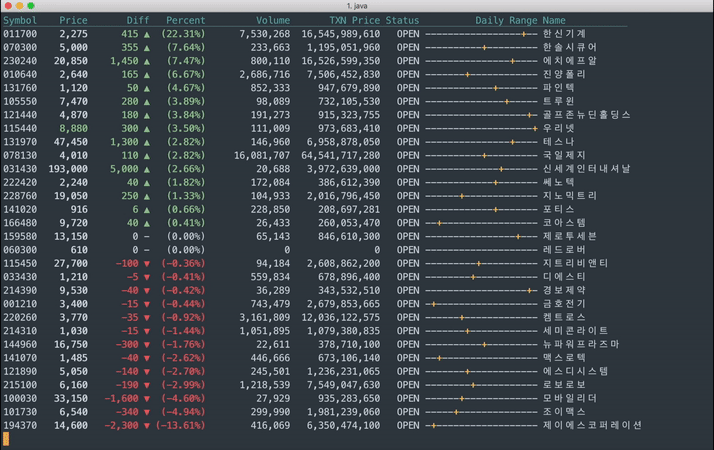 1. java
Symbol Price Diff Percent Volume TXN Price Status Daily Range Name
011700 2,275 415 ▲ (22.31%) 7,530,268 16,545,989,610 OPEN 한신기계
070300 5,000 355 ▲ (7.64%) 233,663 1,195,051,960 OPEN 한솔시큐어
230240 20,850 1,450 ▲ (7.47%) 800,110 16,526,599,350 OPEN 에치에프알
010640 2,640 165 ▲ (6.67%) 2,686,716 7,506,452,830 OPEN 진양폴리
131760 1,120 50 ▲ (4.67%) 852,333 947,679,890 OPEN 파인텍
105550 7,470 280 ▲ (3.89%) 98,089 732,105,530 OPEN 트루윈
121440 4,870 180 ▲ (3.84%) 191,273 915,323,755 OPEN 골프존뉴딘홀딩스
115440 8,880 300 ▲ (3.50%) 111,009 973,683,410 OPEN 우리넷
131970 47,450 1,300 ▲ (2.82%) 146,960 6,958,878,050 OPEN 테스나
078130 4,010 110 ▲ (2.82%) 16,081,707 64,541,717,280 OPEN 국일제지
031430 193,000 5,000 ▲ (2.66%) 20,688 3,972,639,000 OPEN 신세계인터내셔날
222420 2,240 40 ▲ (1.82%) 172,084 386,612,390 OPEN 쎄노텍
228760 19,050 250 ▲ (1.33%) 104,933 2,016,796,450 OPEN 지노믹트리
141020 916 6 ▲ (0.66%) 228,850 208,697,281 OPEN 포티스
166480 9,720 40 ▲ (0.41%) 26,433 260,053,470 OPEN 코아스템
159580 13,150 0 – (0.00%) 65,143 846,610,300 OPEN 제로투세븐
060300 610 0 – (0.00%) 0 0 OPEN 레드로버
115450 27,700 -100 ▼ (-0.36%) 94,184 2,608,862,200 OPEN 지트리비앤티
033430 1,210 -5 ▼ (-0.41%) 559,834 678,896,400 OPEN 디에스티
214390 9,530 -40 ▼ (-0.42%) 36,289 343,532,510 OPEN 경보제약
001210 3,400 -15 ▼ (-0.44%) 743,479 2,679,853,665 OPEN 금호전기
220260 3,770 -35 ▼ (-0.92%) 3,161,809 12,036,122,575 OPEN 켐트로스
214310 1,030 -15 ▼ (-1.44%) 1,051,895 1,079,380,835 OPEN 세미콘라이트
144960 16,750 -300 ▼ (-1.76%) 22,611 378,710,100 OPEN 뉴파워프라즈마
141070 1,485 -40 ▼ (-2.62%) 446,666 673,106,140 OPEN 맥스로텍
121890 5,050 -140 ▼ (-2.70%) 245,501 1,236,231,065 OPEN 에스디시스템
215100 6,160 -190 ▼ (-2.99%) 1,218,539 7,549,047,630 OPEN 로보로보
100030 33,150 -1,600 ▼ (-4.60%) 27,929 935,283,650 OPEN 모바일리더
101730 6,540 -340 ▼ (-4.94%) 299,990 1,981,239,060 OPEN 조이맥스
194370 14,600 -2,300 ▼ (-13.61%) 416,069 6,350,474,100 OPEN 제이에스코퍼레이션